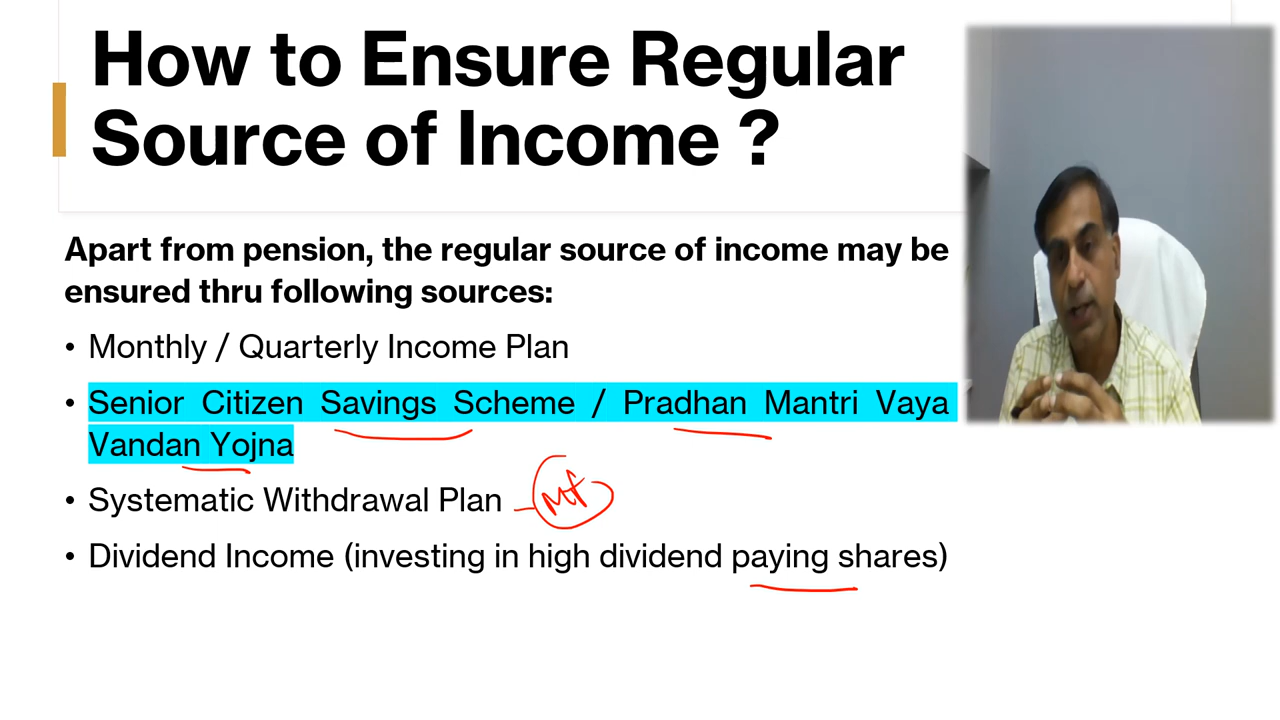 How to Ensure Regular
Source of Income ?
Apart from pension, the regular source of income may be
ensured thru following sources:
• Monthly / Quarterly Income Plan
• Senior Citizen Savings Scheme / Pradhan Mantri Vaya
Vandan Yojna
• Systematic Withdrawal Plan – MF
• Dividend Income (investing in high dividend paying shares)